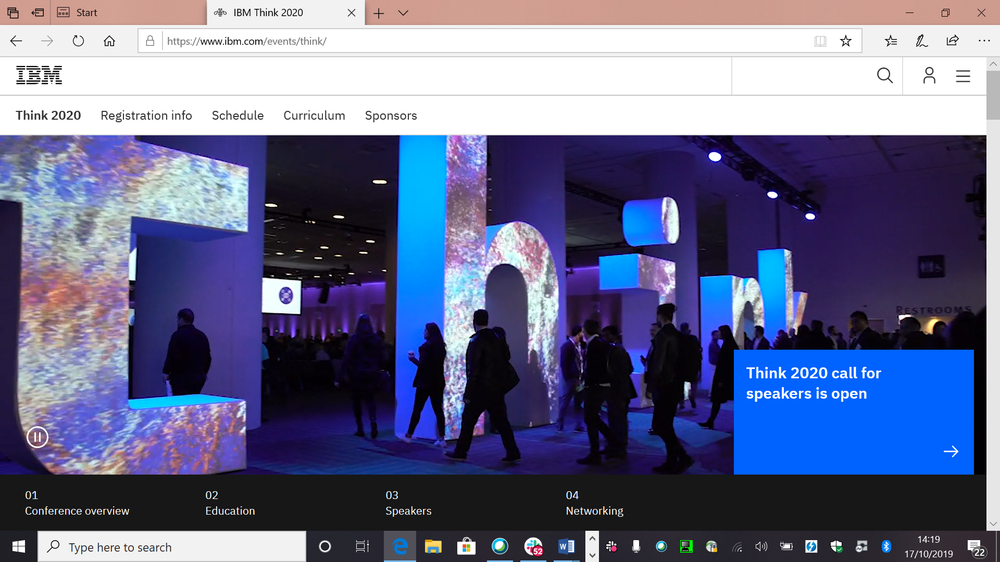 Start
IBM Think 2020
https://www.ibm.com/events/think/
IBM
Think 2020 Registration info Schedule Curriculum Sponsors
think
RESTROOMS
Think 2020 call for
speakers is open
01 02 03 04
Conference overview Education Speakers Networking
Type here to search
52
W
14:19
17/10/2019
22